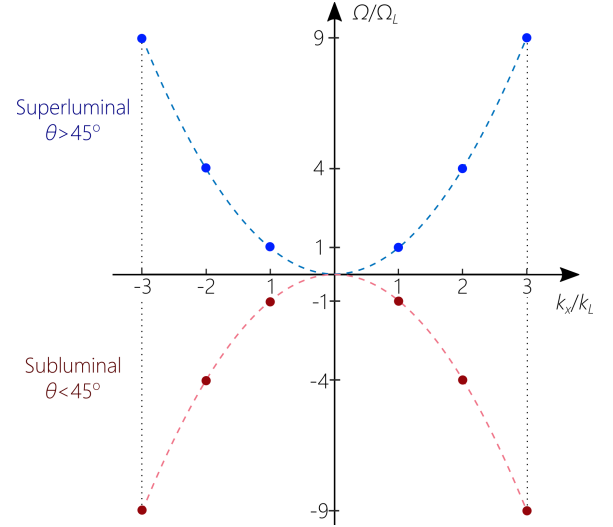 Ω/Ω_L
9
Superluminal
θ>45°
4
1
-3 -2 1 1 2 3
-1
k_x/k_L
Subluminal
θ<45°
-4
-9